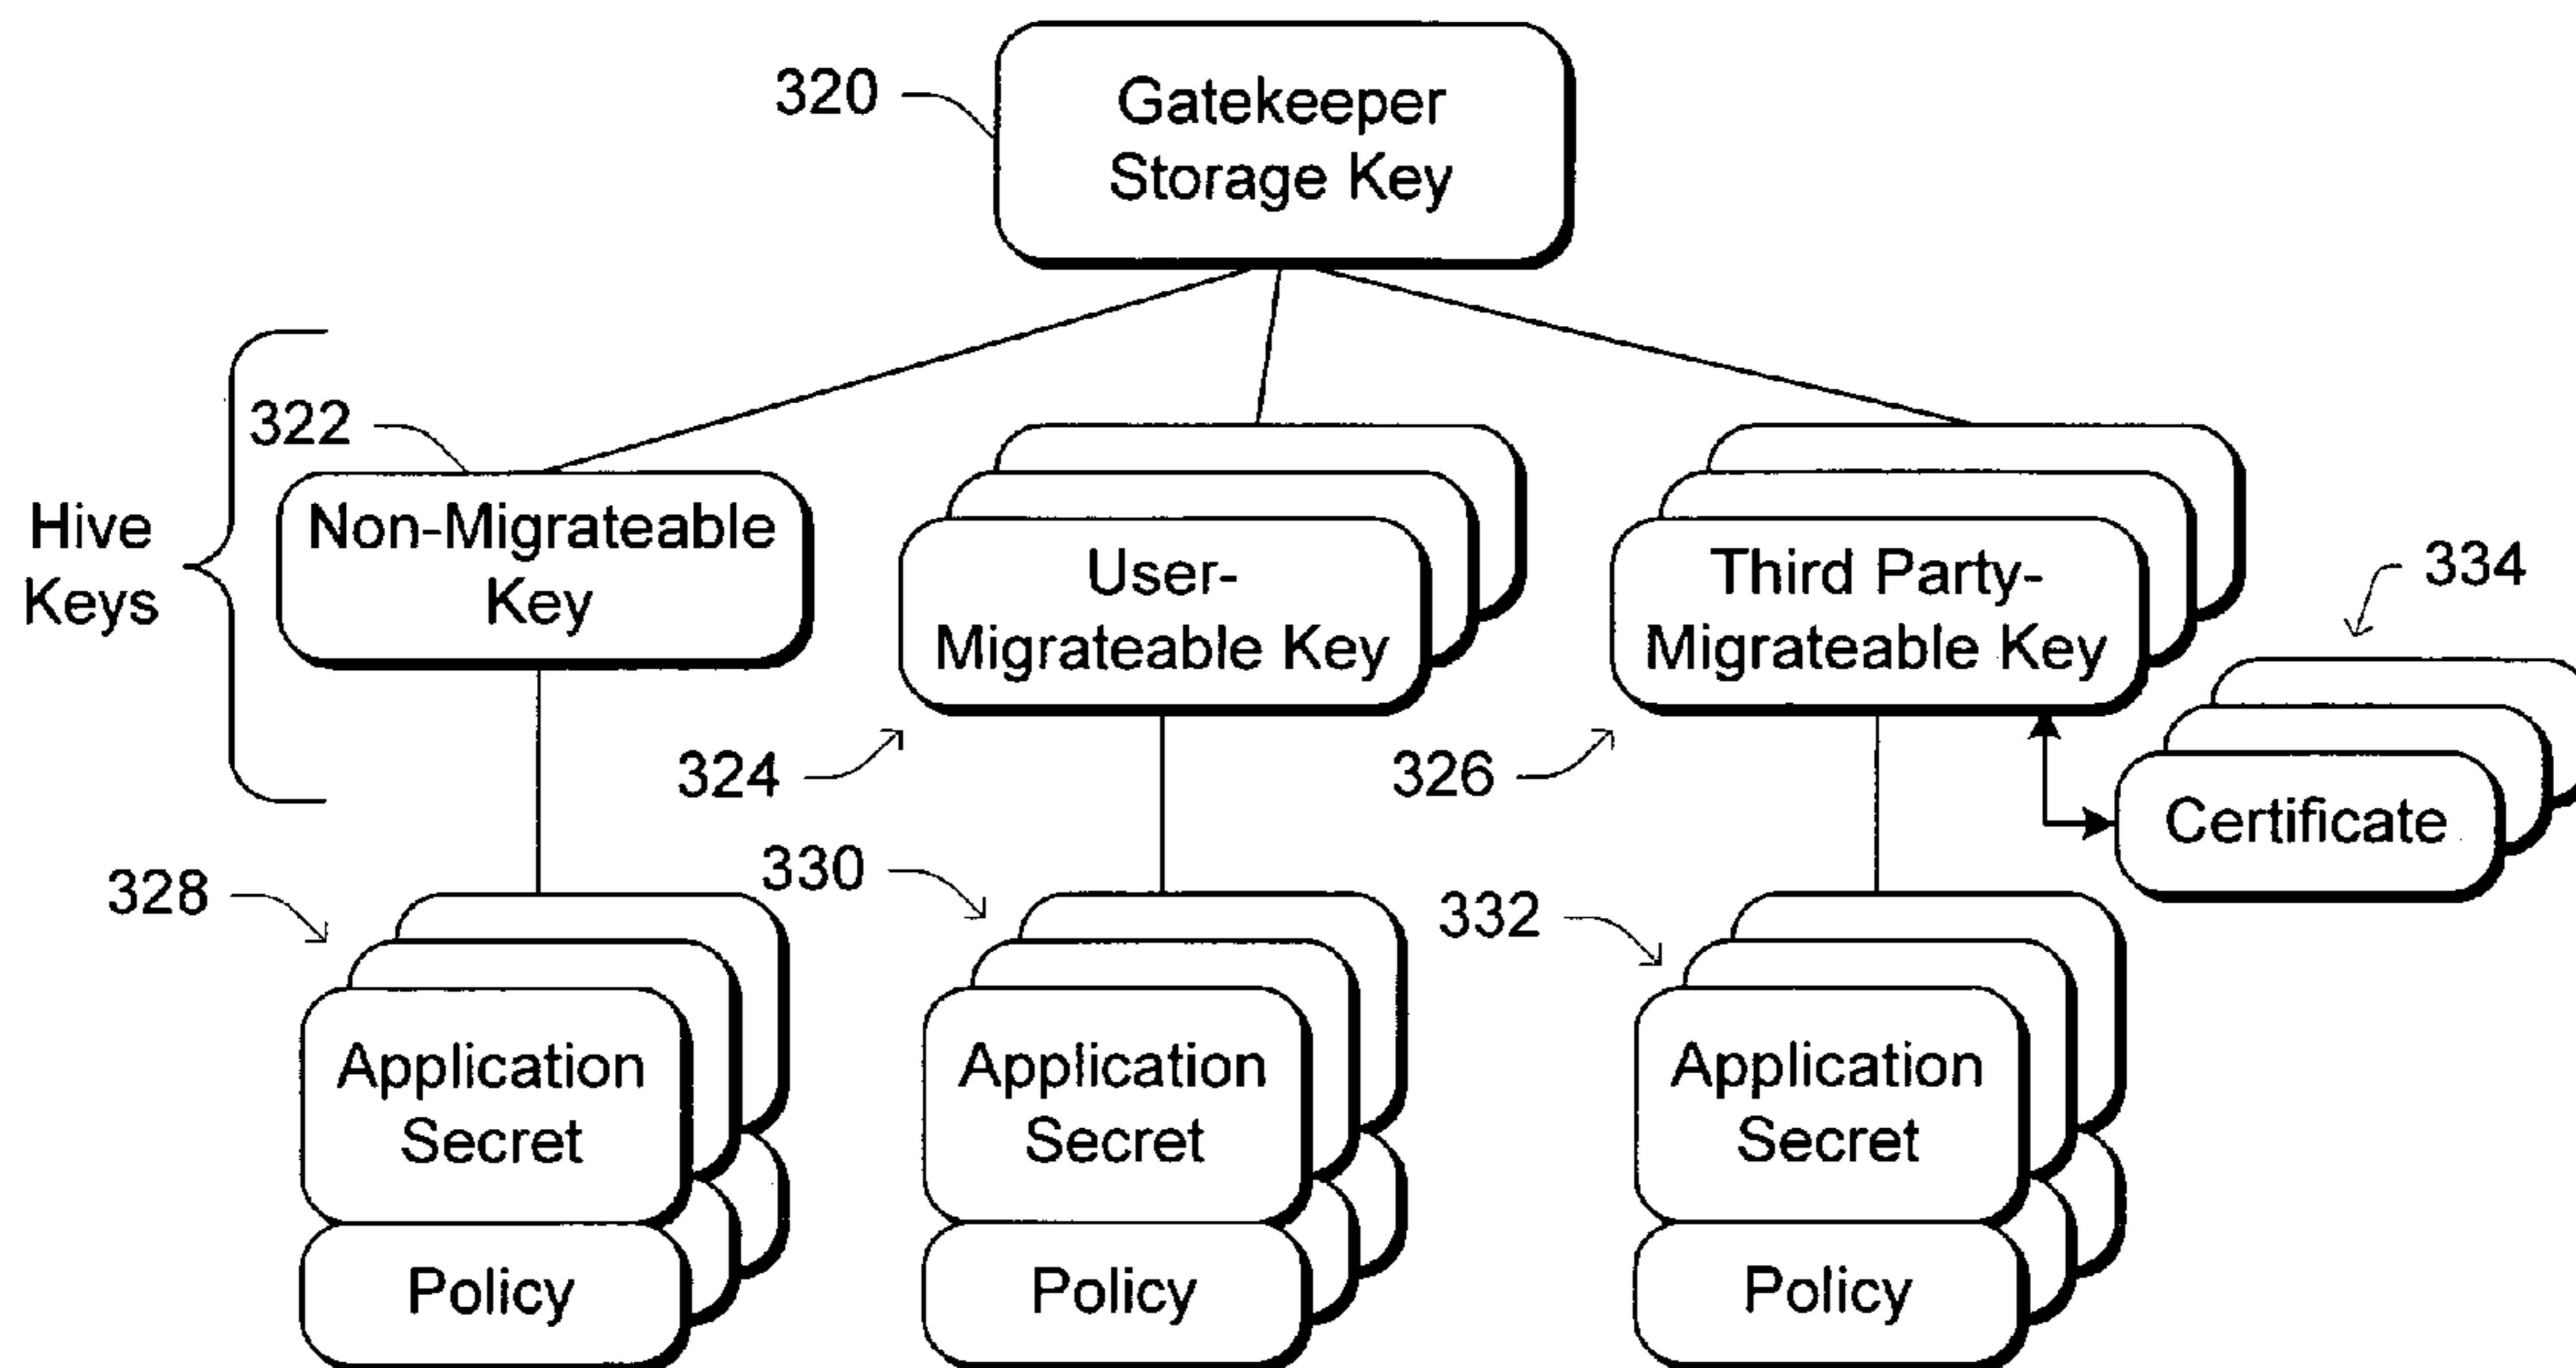 320
Gatekeeper
Storage Key
322
Hive
Keys
Non-Migrateable
Key
User-
Migrateable Key
Third Party-
Migrateable Key
334
324
326
Certificate
328
330
332
Application
Secret
Policy
Application
Secret
Policy
Application
Secret
Policy